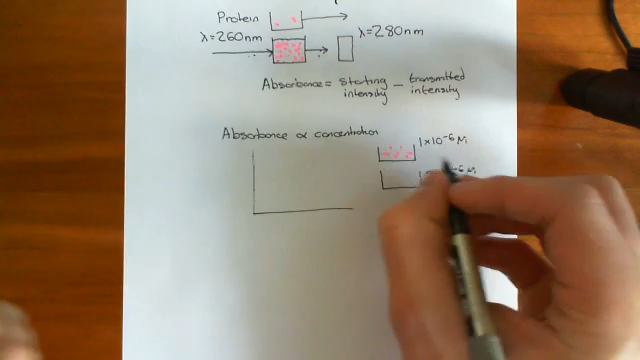 Protein
λ=260nm
λ=280nm
Absorbance = starting intensity - transmitted intensity
Absorbance ∝ concentration
1×10⁻⁶ M